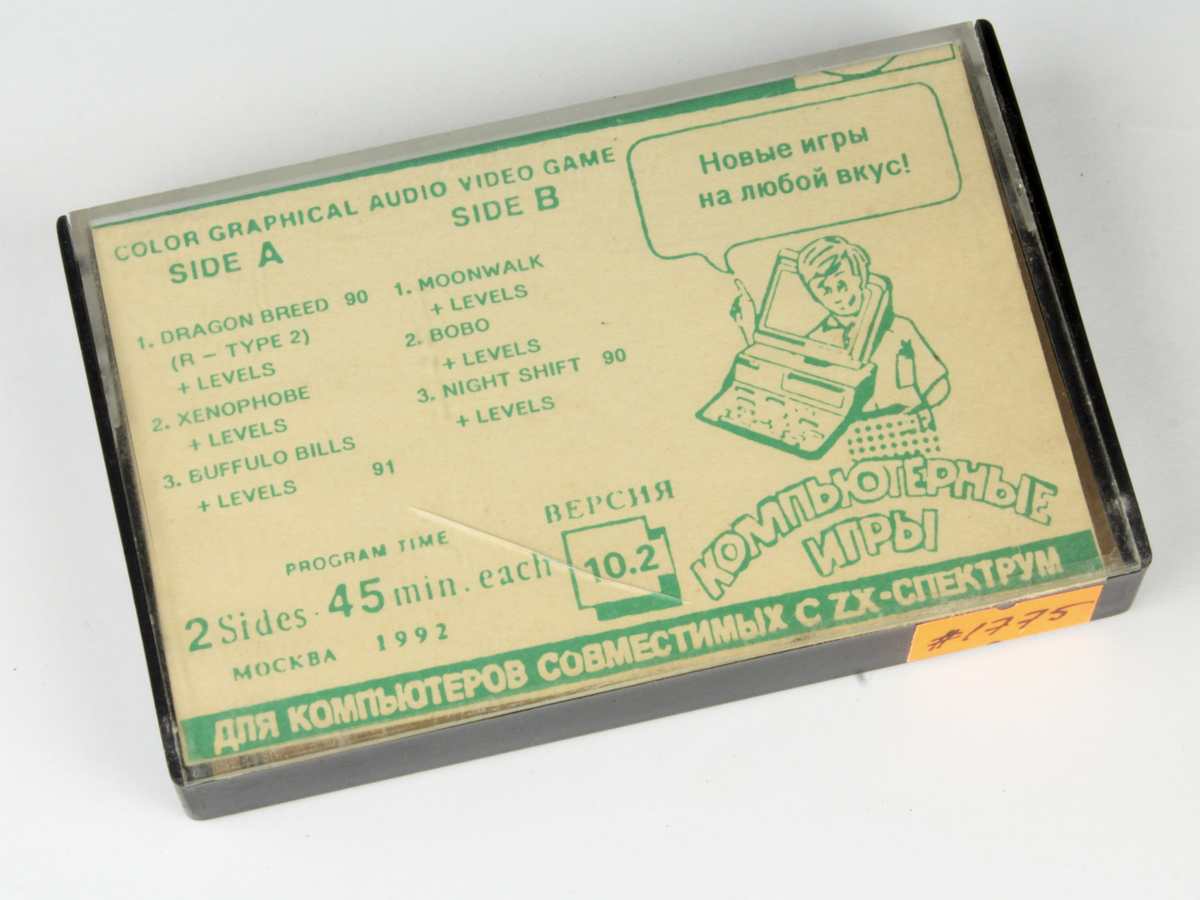 COLOR GRAPHICAL AUDIO VIDEO GAME
SIDE A
1. DRAGON BREED 90
(R – TYPE 2)
+ LEVELS
2. XENOPHOBE
+ LEVELS
3. BUFFULO BILLS
+ LEVELS 91
SIDE B
1. MOONWALK
+ LEVELS
2. BOBO
+ LEVELS
3. NIGHT SHIFT 90
+ LEVELS
Новые игры
на любой вкус!
КОМПЬЮТЕРНЫЕ
ИГРЫ
ВЕРСИЯ
10.2
PROGRAM TIME
2 Sides. 45 min. each
МОСКВА 1992
ДЛЯ КОМПЬЮТЕРОВ СОВМЕСТИМЫХ С ZX-СПЕКТРУМ
#1775